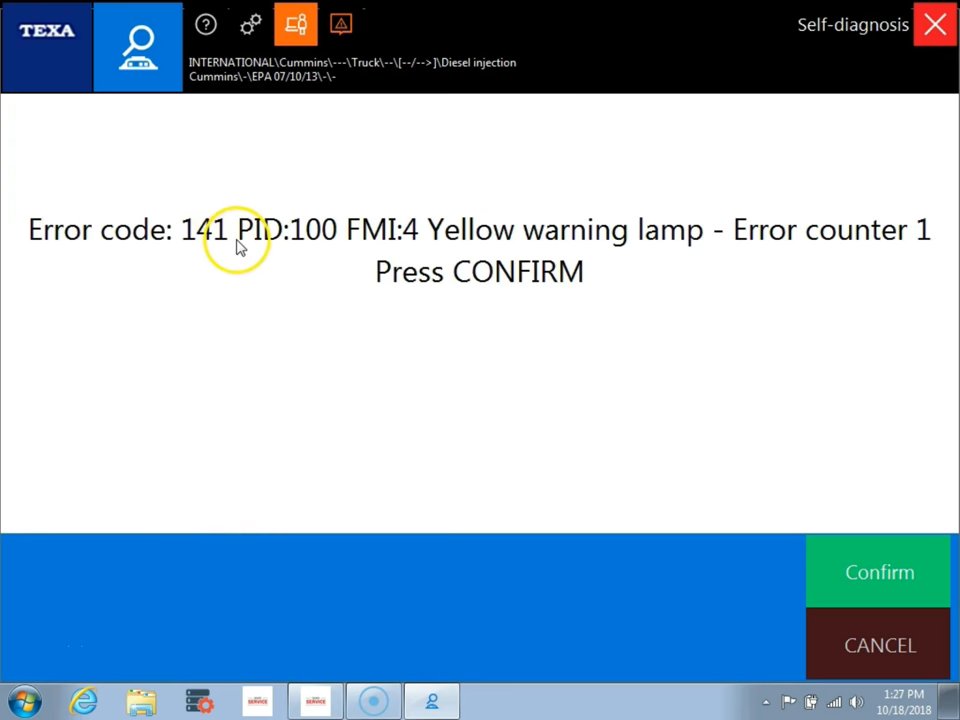 TEXA
Self-diagnosis
INTERNATIONAL\Cummins\---\Truck\--\[--/-->]\Diesel injection
Cummins\-\EPA 07/10/13\-\-
Error code: 141 PID:100 FMI:4 Yellow warning lamp - Error counter 1
Press CONFIRM
Confirm
CANCEL
1:27 PM
10/18/2018